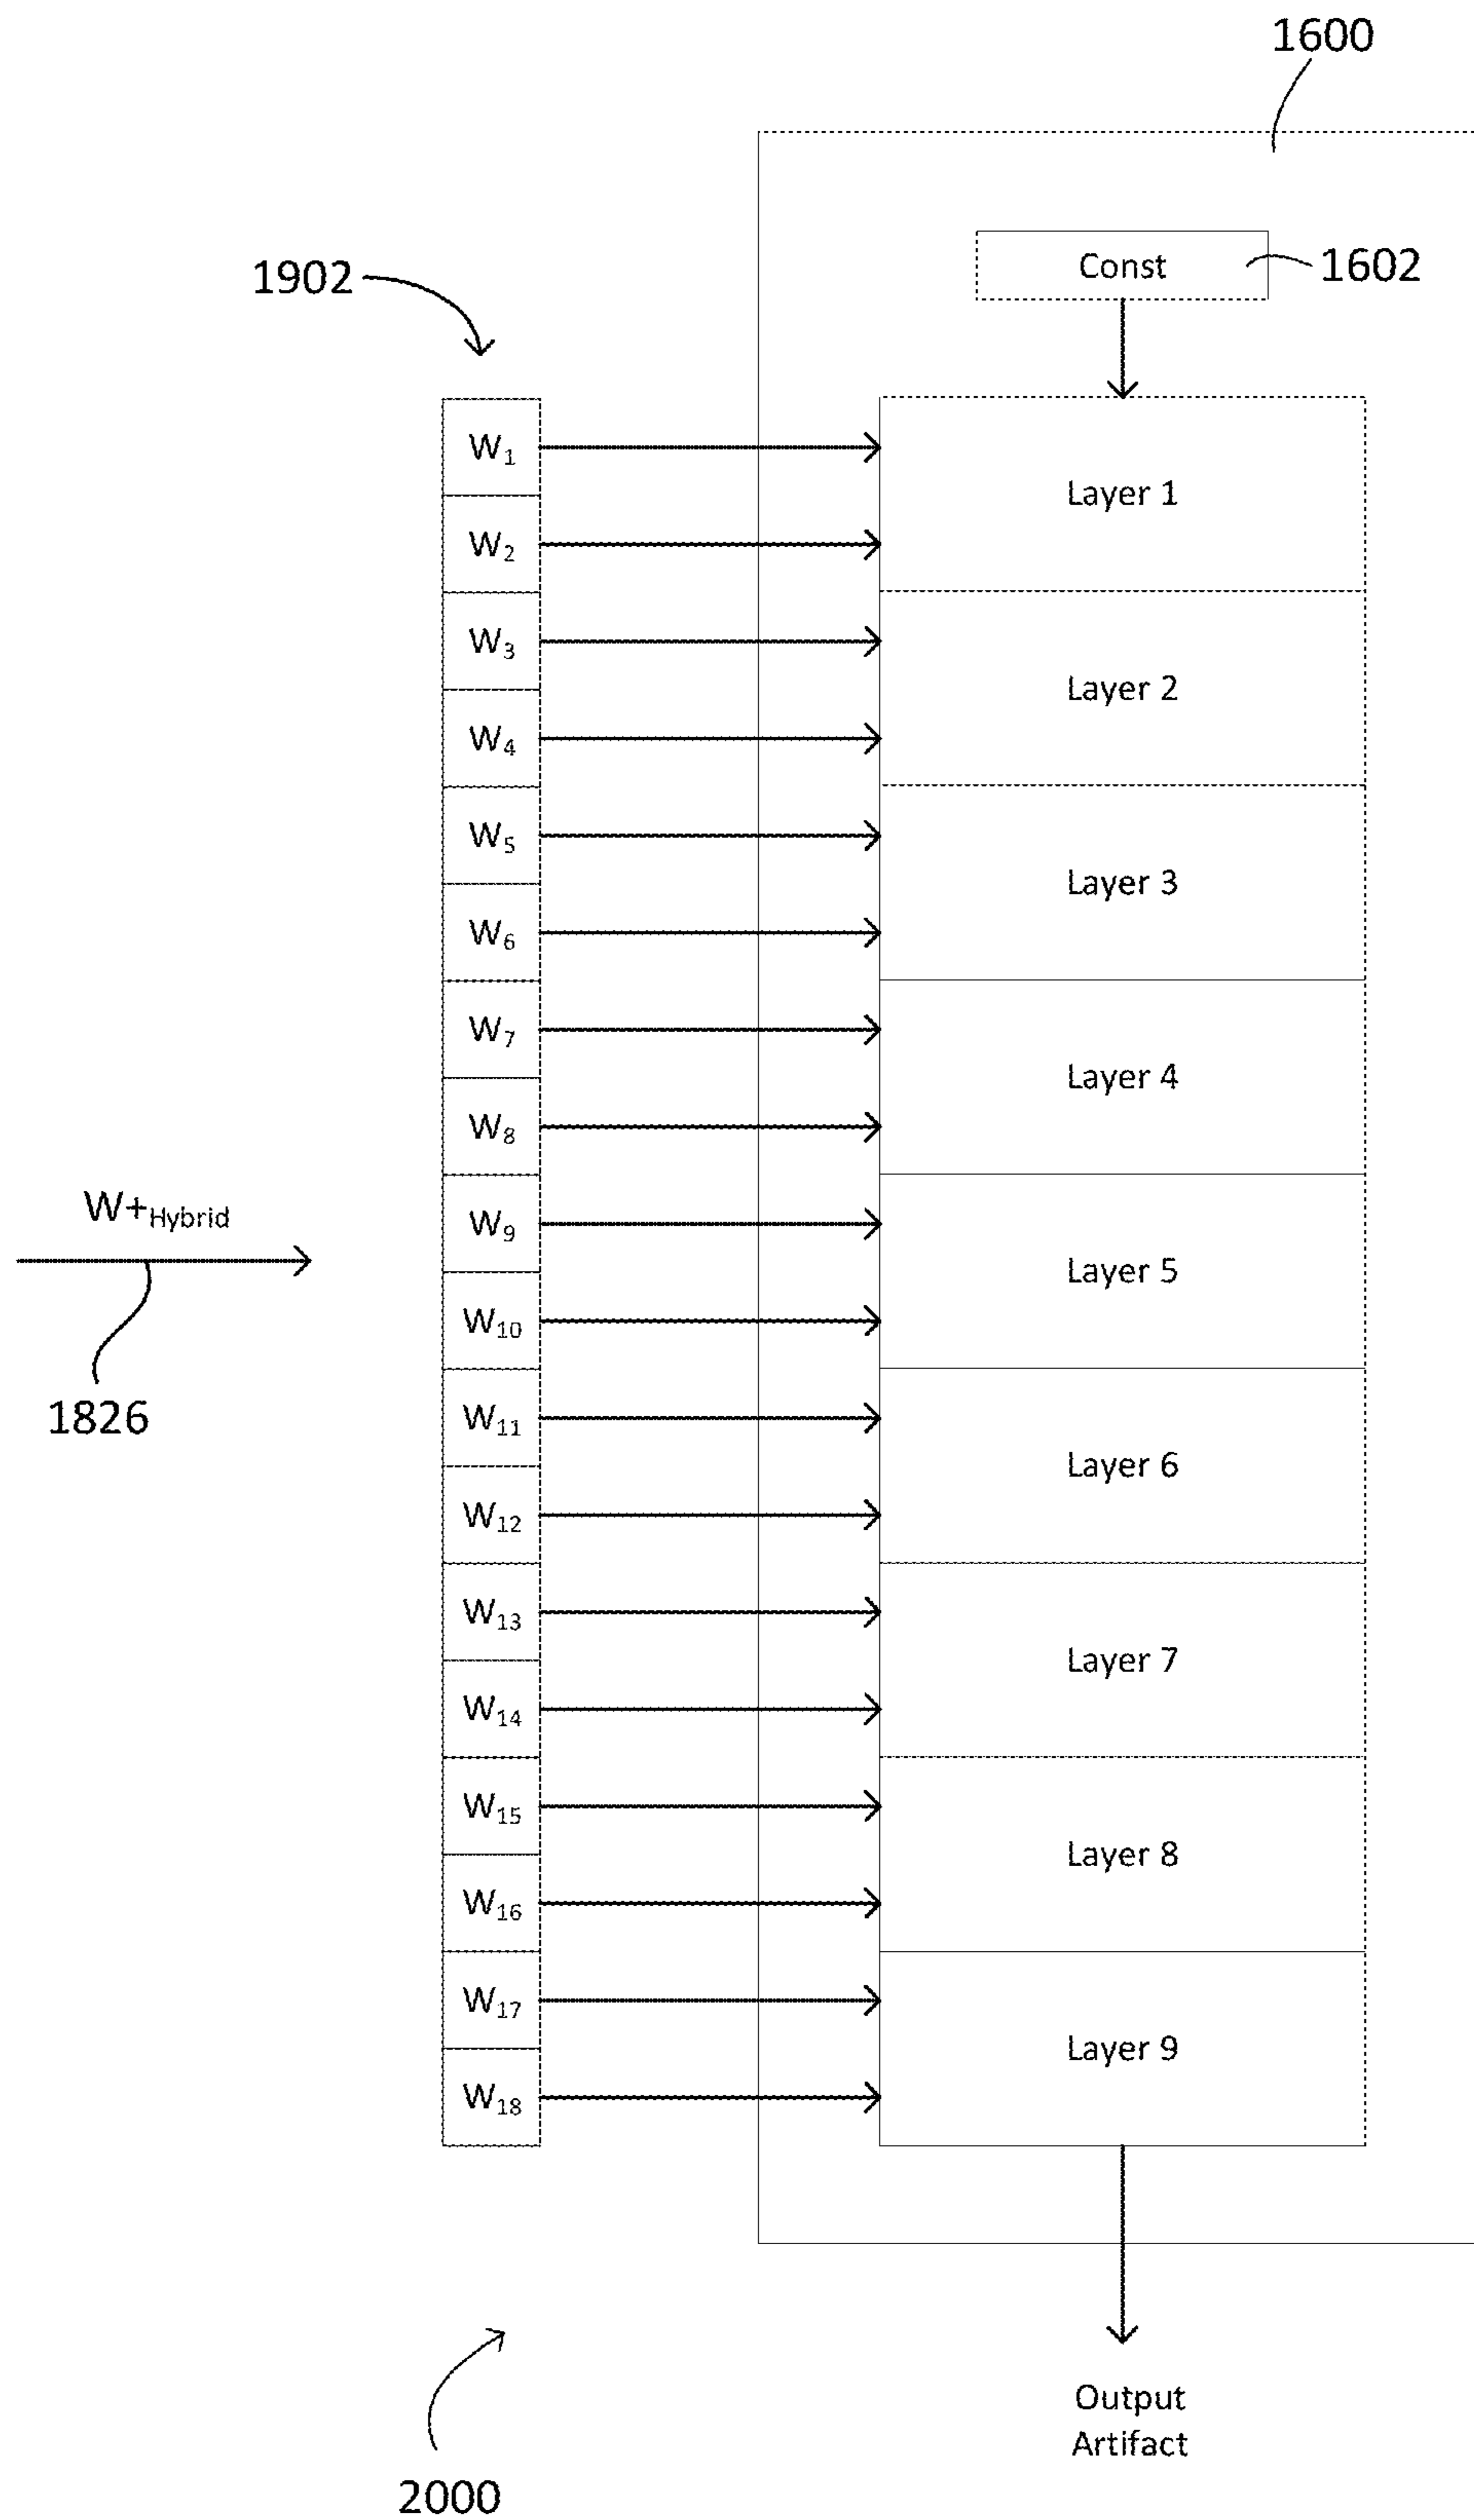 1600
Const
1602
1902
W1
W2
Layer 1
W3
W4
Layer 2
W5
W6
Layer 3
W7
W8
Layer 4
W+Hybrid
1826
W9
W10
Layer 5
W11
W12
Layer 6
W13
W14
Layer 7
W15
W16
Layer 8
W17
W18
Layer 9
Output
Artifact
2000